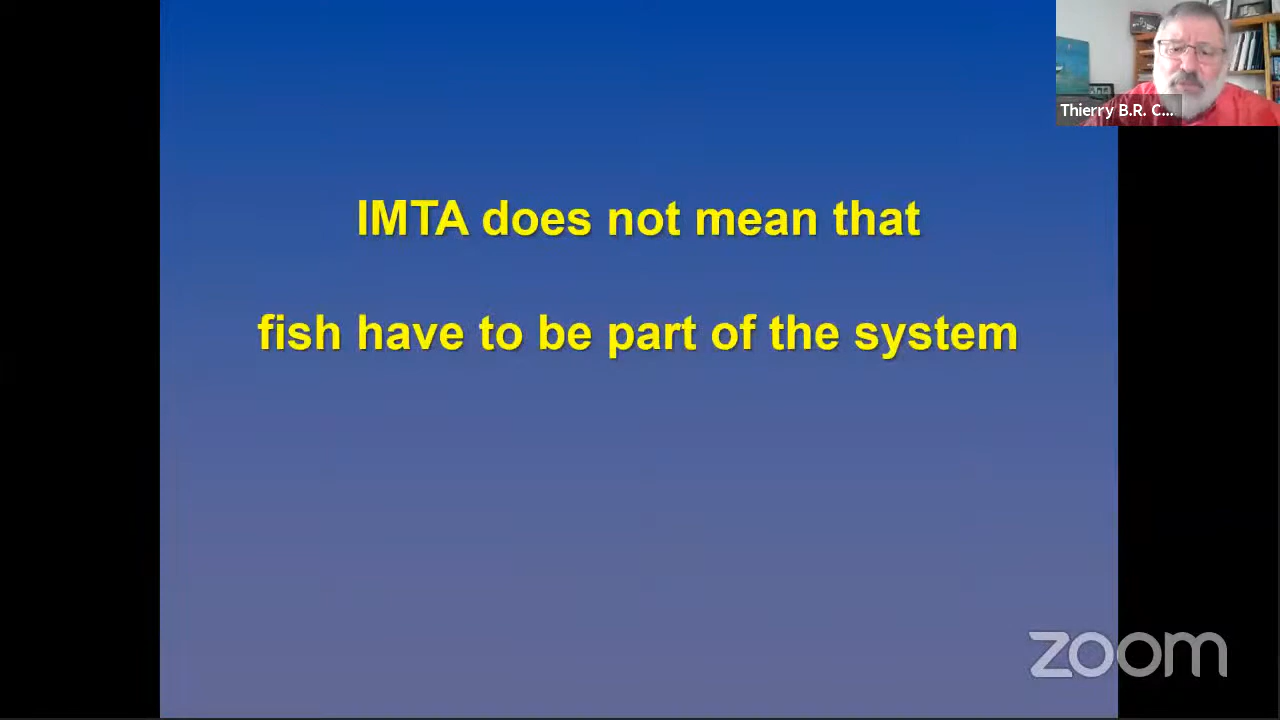 Thierry B.R. C...
IMTA does not mean that
fish have to be part of the system
zoom